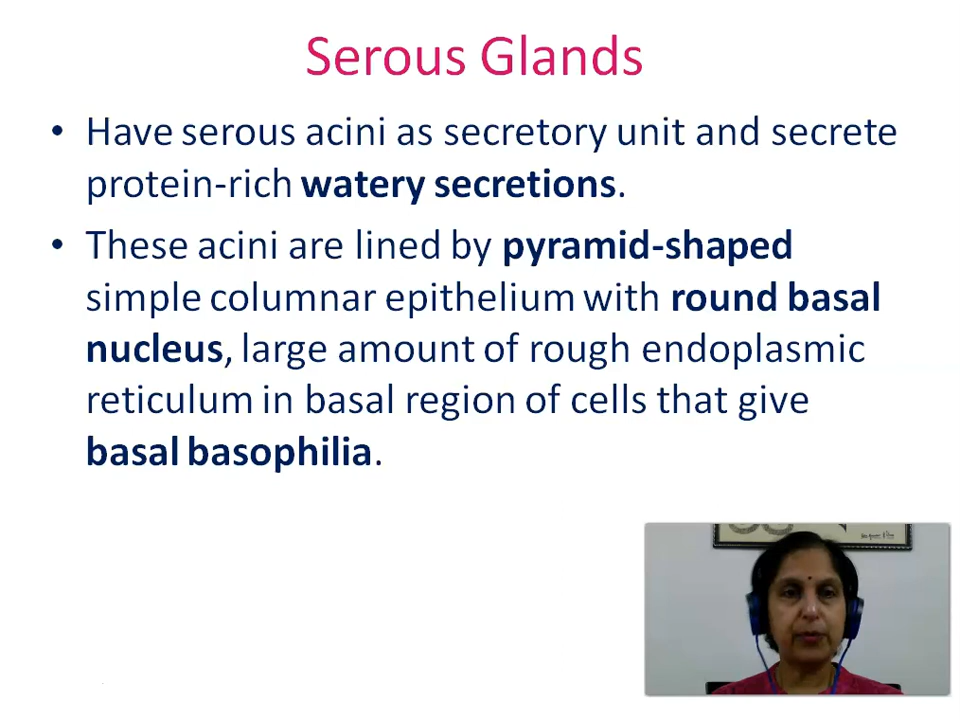 Serous Glands
• Have serous acini as secretory unit and secrete
protein-rich watery secretions.
• These acini are lined by pyramid-shaped
simple columnar epithelium with round basal
nucleus, large amount of rough endoplasmic
reticulum in basal region of cells that give
basal basophilia.